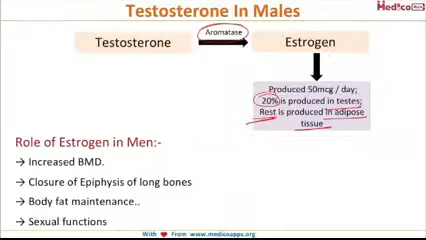 Testosterone In Males
Medico
Aromatase
Testosterone
Estrogen
Produced 50mcg / day;
20% is produced in testes;
Rest is produced in adipose
tissue
Role of Estrogen in Men:-
→ Increased BMD.
→ Closure of Epiphysis of long bones
→ Body fat maintenance..
→ Sexual functions
With ❤ From www.medicoapps.org